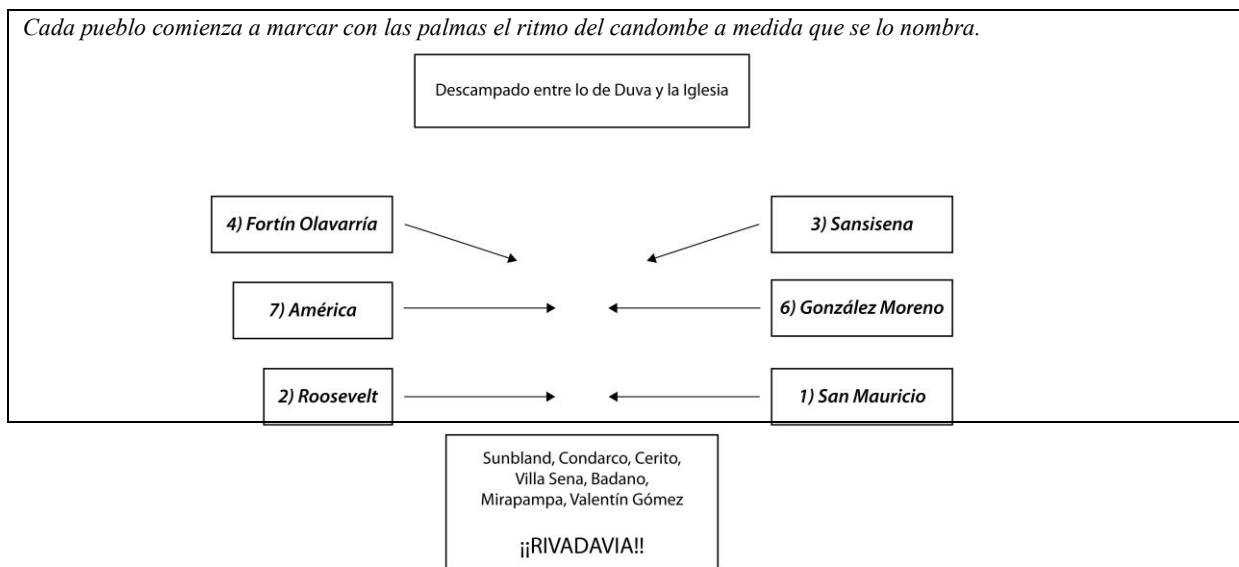 Cada pueblo comienza a marcar con las palmas el ritmo del candombe a medida que se lo nombra.
Descampado entre lo de Duva y la Iglesia
4) Fortín Olavarría
3) Sansisena
7) América
6) González Moreno
2) Roosevelt
1) San Mauricio
Sunbland, Condarco, Cerito,
Villa Sena, Badano,
Mirapampa, Valentín Gómez
¡¡RIVADAVIA!!